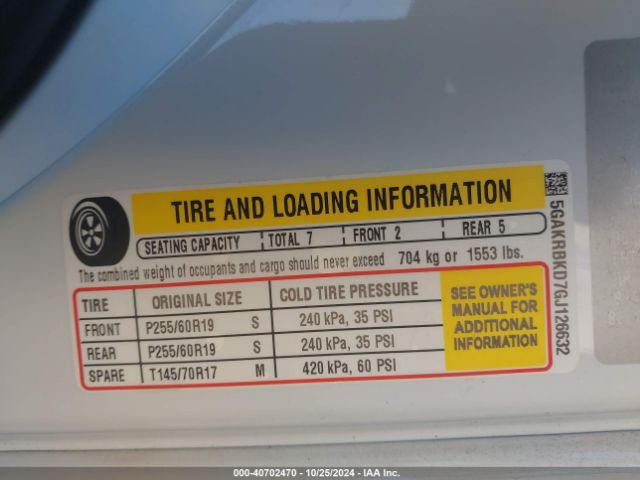 TIRE AND LOADING INFORMATION
SEATING CAPACITY TOTAL 7 FRONT 2 REAR 5
The combined weight of occupants and cargo should never exceed 704 kg or 1553 lbs.
TIRE ORIGINAL SIZE COLD TIRE PRESSURE
FRONT P255/60R19 S 240 kPa, 35 PSI
REAR P255/60R19 S 240 kPa, 35 PSI
SPARE T145/70R17 M 420 kPa, 60 PSI
SEE OWNER'S
MANUAL FOR
ADDITIONAL
INFORMATION
5GAKRBKD7GJ126632
000-40702470 - 10/25/2024 - IAA Inc.